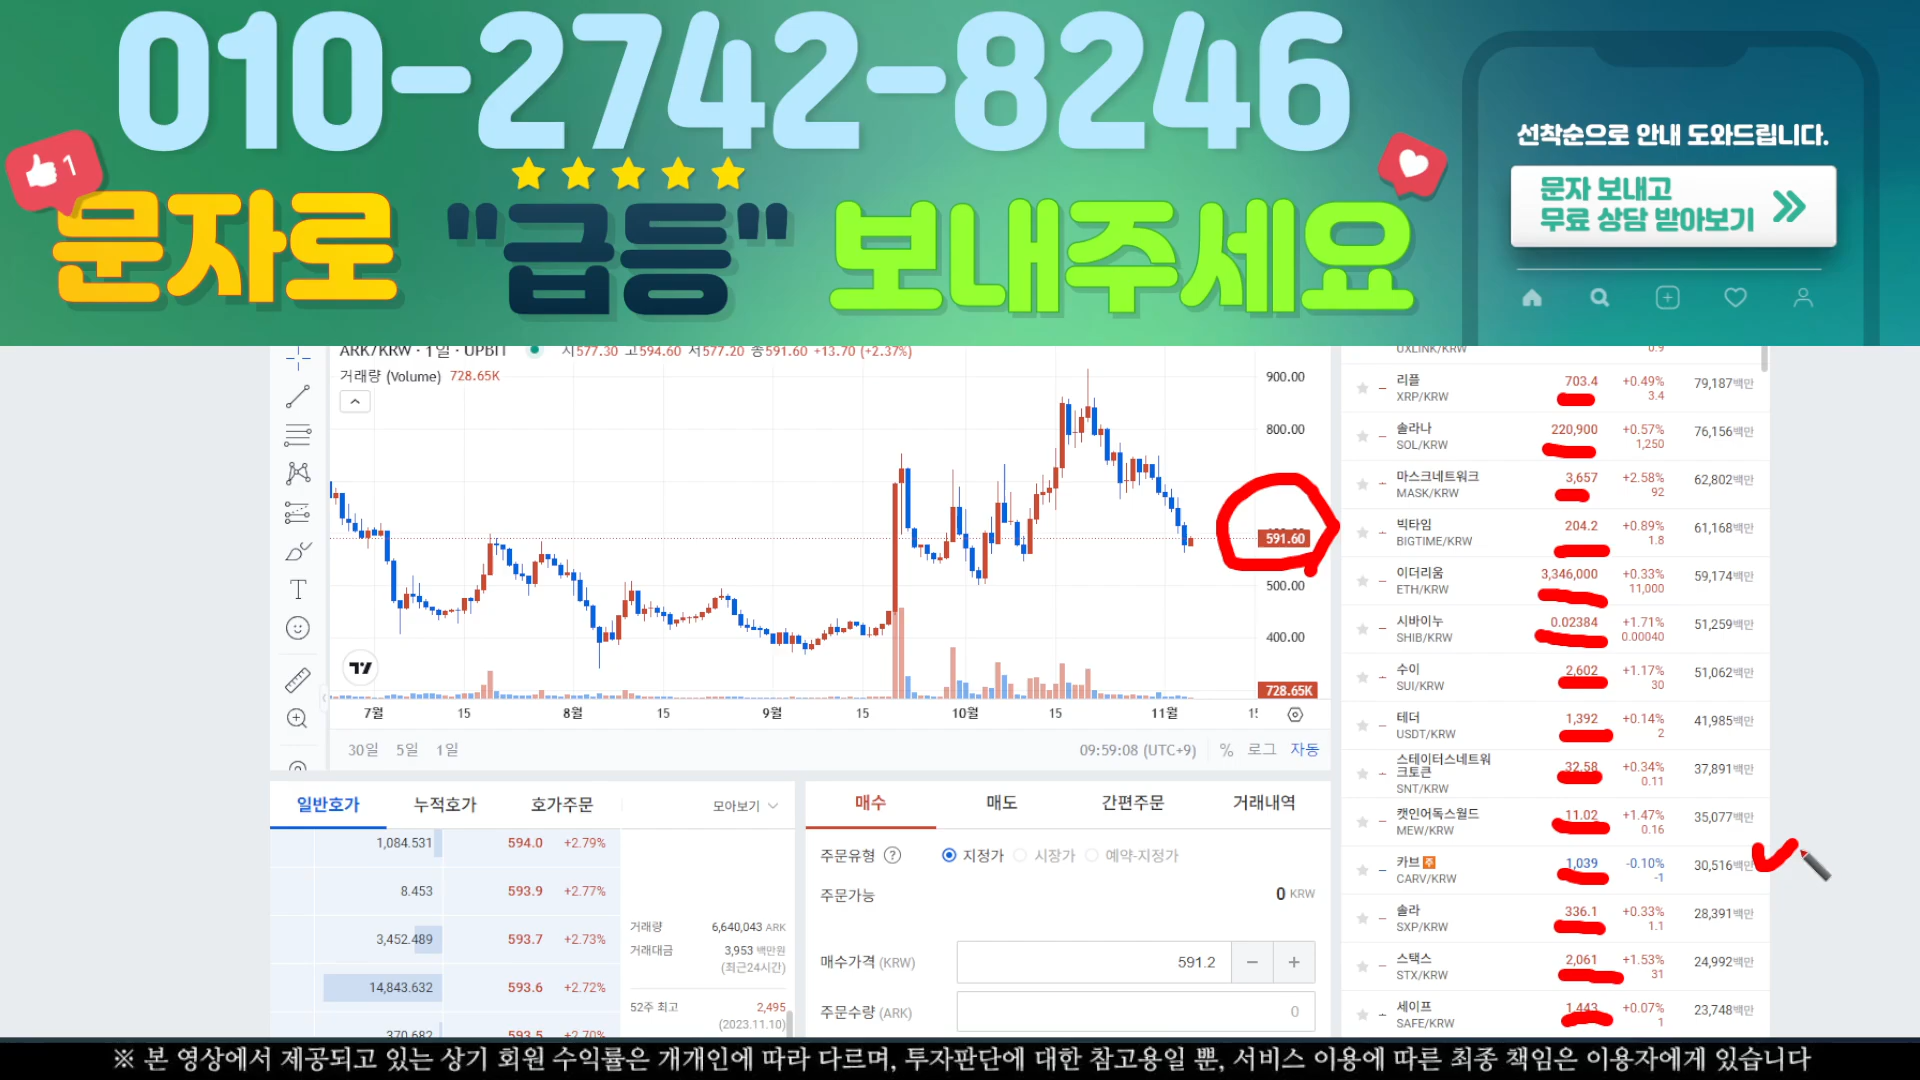 010-2742-8246
1
문자로 "급등" 보내주세요
선착순으로 안내 도와드립니다.
문자 보내고
무료 상담 받아보기
ARK/KRW · 1일 · UPBIT 시577.30 고594.60 저577.20 종591.60 +13.70 (+2.37%)
거래량 (Volume) 728.65K
900.00
800.00
591.60
500.00
400.00
728.65K
7월 15 8월 15 9월 15 10월 15 11월
30일 5일 1일
09:59:08 (UTC+9) % 로그 자동
일반호가 누적호가 호가주문 모아보기
1,084.531 594.0 +2.79%
8.453 593.9 +2.77%
3,452.489 593.7 +2.73%
14,843.632 593.6 +2.72%
370.682 593.5 +2.70%
거래량 6,640,043 ARK
거래대금 3,953 백만원
(최근24시간)
52주 최고 2,495
(2023.11.10)
매수 매도 간편주문 거래내역
주문유형 ? 지정가 시장가 예약-지정가
주문가능 0 KRW
매수가격 (KRW) 591.2 − +
주문수량 (ARK) 0
UXLINK/KRW 0.9
리플 703.4 +0.49% 79,187백만
XRP/KRW 3.4
솔라나 220,900 +0.57% 76,156백만
SOL/KRW 1,250
마스크네트워크 3,657 +2.58% 62,802백만
MASK/KRW 92
빅타임 204.2 +0.89% 61,168백만
BIGTIME/KRW 1.8
이더리움 3,346,000 +0.33% 59,174백만
ETH/KRW 11,000
시바이누 0.02384 +1.71% 51,259백만
SHIB/KRW 0.00040
수이 2,602 +1.17% 51,062백만
SUI/KRW 30
테더 1,392 +0.14% 41,985백만
USDT/KRW 2
스테이터스네트워
크토큰 32.58 +0.34% 37,891백만
SNT/KRW 0.11
캣인어독스월드 11.02 +1.47% 35,077백만
MEW/KRW 0.16
카브 주 1,039 -0.10% 30,516백만
CARV/KRW -1
솔라 336.1 +0.33% 28,391백만
SXP/KRW 1.1
스택스 2,061 +1.53% 24,992백만
STX/KRW 31
세이프 1,443 +0.07% 23,748백만
SAFE/KRW 1
※ 본 영상에서 제공되고 있는 상기 회원 수익률은 개개인에 따라 다르며, 투자판단에 대한 참고용일 뿐, 서비스 이용에 따른 최종 책임은 이용자에게 있습니다